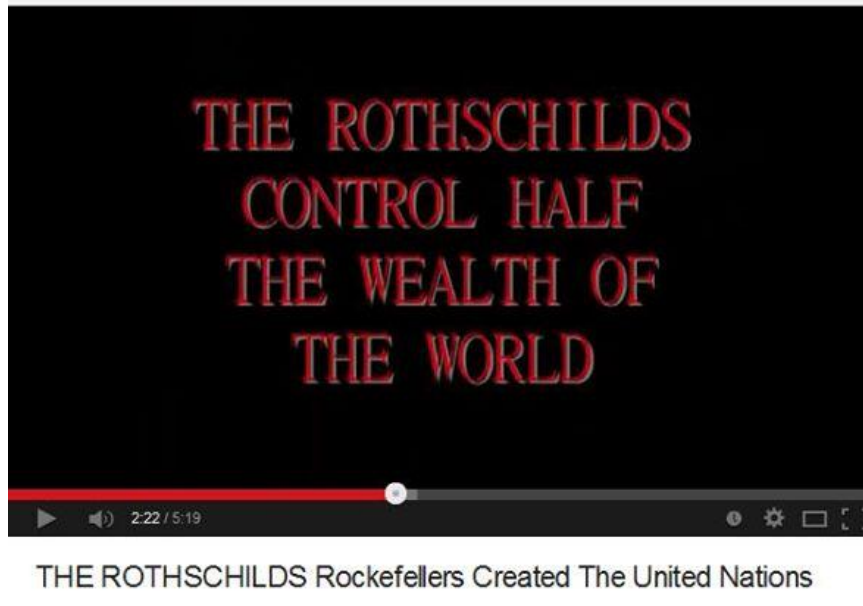 THE ROTHSCHILDS
CONTROL HALF
THE WEALTH OF
THE WORLD
2:22 / 5:19
THE ROTHSCHILDS Rockefellers Created The United Nations